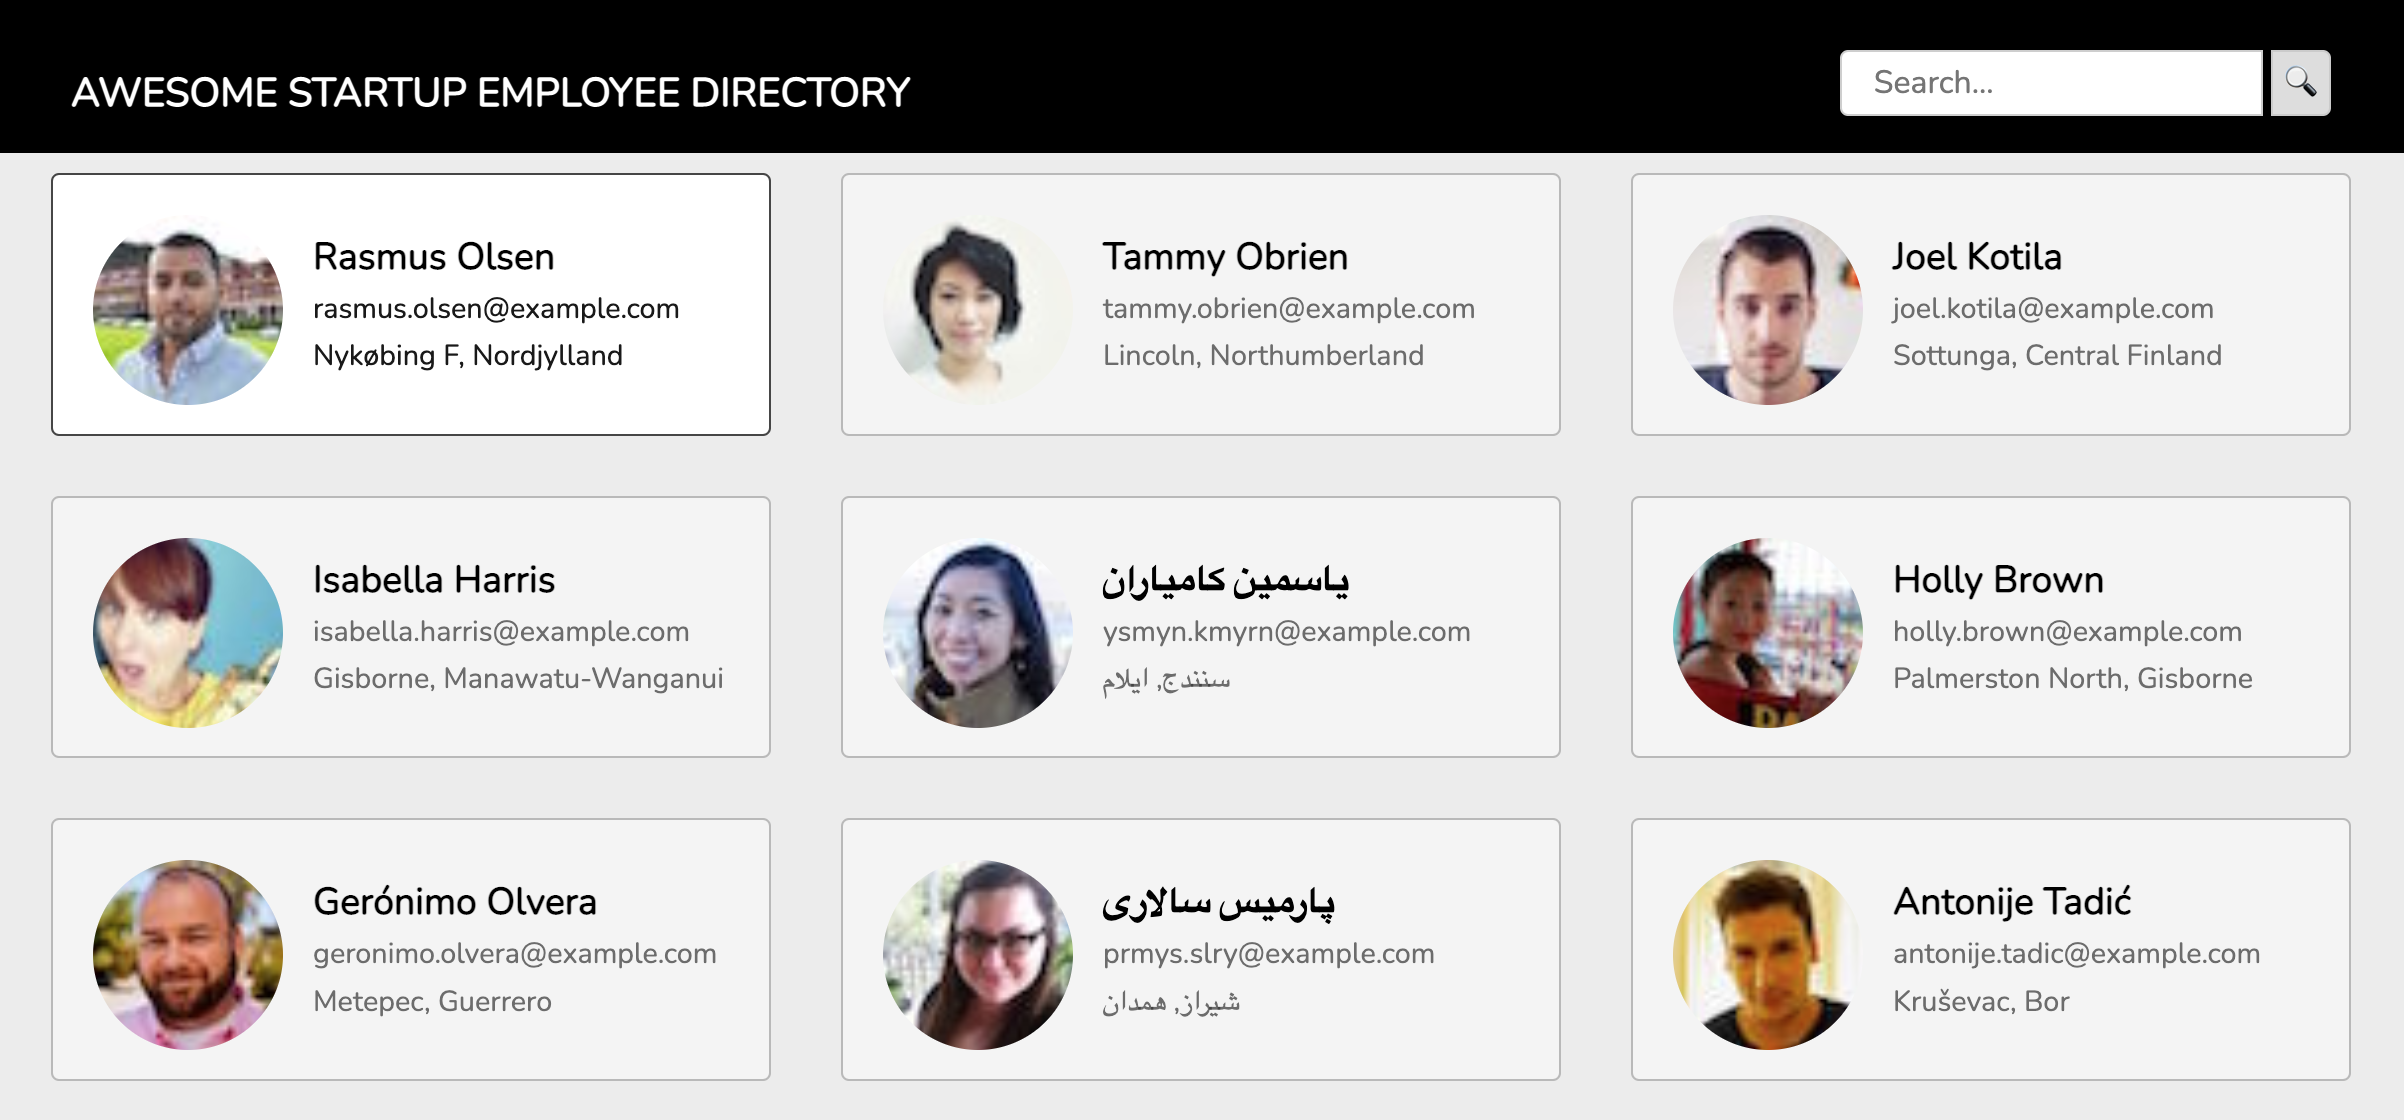 AWESOME STARTUP EMPLOYEE DIRECTORY
Search...
Rasmus Olsen
rasmus.olsen@example.com
Nykøbing F, Nordjylland
Tammy Obrien
tammy.obrien@example.com
Lincoln, Northumberland
Joel Kotila
joel.kotila@example.com
Sottunga, Central Finland
Isabella Harris
isabella.harris@example.com
Gisborne, Manawatu-Wanganui
یاسمین کامیاران
ysmyn.kmyrn@example.com
سنندج, ایلام
Holly Brown
holly.brown@example.com
Palmerston North, Gisborne
Gerónimo Olvera
geronimo.olvera@example.com
Metepec, Guerrero
پارمیس سالاری
prmys.slry@example.com
شیراز, همدان
Antonije Tadić
antonije.tadic@example.com
Kruševac, Bor